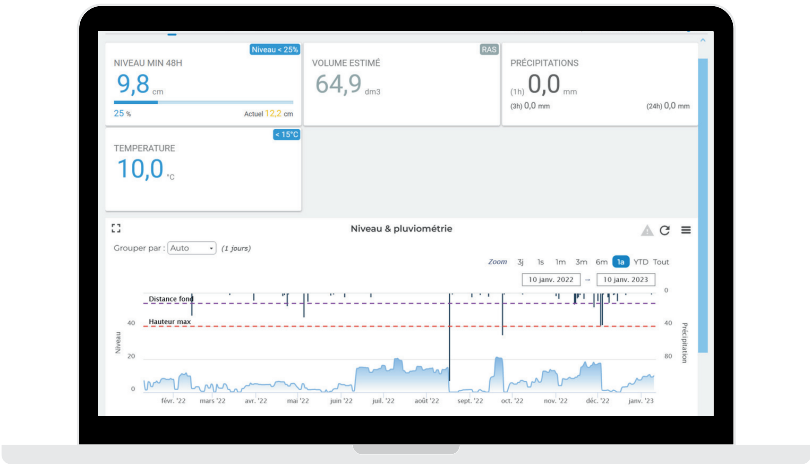 Niveau < 25%
NIVEAU MIN 48H
9,8 cm
25 %
Actuel 12,2 cm
RAS
VOLUME ESTIMÉ
64,9 dm3
PRÉCIPITATIONS
(1h) 0,0 mm
(3h) 0,0 mm
(24h) 0,0 mm
< 15°C
TEMPERATURE
10,0 °C
Niveau & pluviométrie
Grouper par : Auto (1 jours)
Zoom 3j 1s 1m 3m 6m 1a YTD Tout
10 janv. 2022 – 10 janv. 2023
Distance fond
Hauteur max
Niveau
40
20
0
0
40
80
Précipitation
févr. '22 mars '22 avr. '22 mai '22 juin '22 juil. '22 août '22 sept. '22 oct. '22 nov. '22 déc. '22 janv. '23